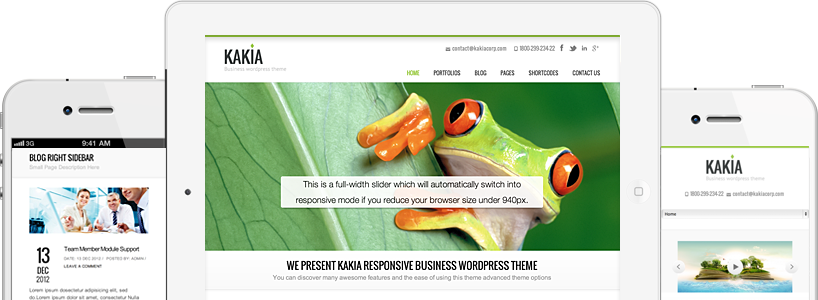 3G
9:41 AM
BLOG RIGHT SIDEBAR
Small Page Description Here
13
DEC
2012
Team Member Module Support
DATE: 13 DEC 2012 / POSTED BY: ADMIN /
LEAVE A COMMENT
Lorem ipsum dolor adipiscing elit, sed
diam Lorem ipsum dolor sit amet, consectetur
KAKIA
Business wordpress theme
contact@kakiacorp.com 1800-299-234-22
HOME PORTFOLIOS BLOG PAGES SHORTCODES CONTACT US
This is a full-width slider which will automatically switch into
responsive mode if you reduce your browser size under 940px.
WE PRESENT KAKIA RESPONSIVE BUSINESS WORDPRESS THEME
You can discover many awesome features and the ease of using this theme advanced theme options
KAKIA
Business wordpress theme
1800-299-234-22 contact@kakiacorp.com
Home